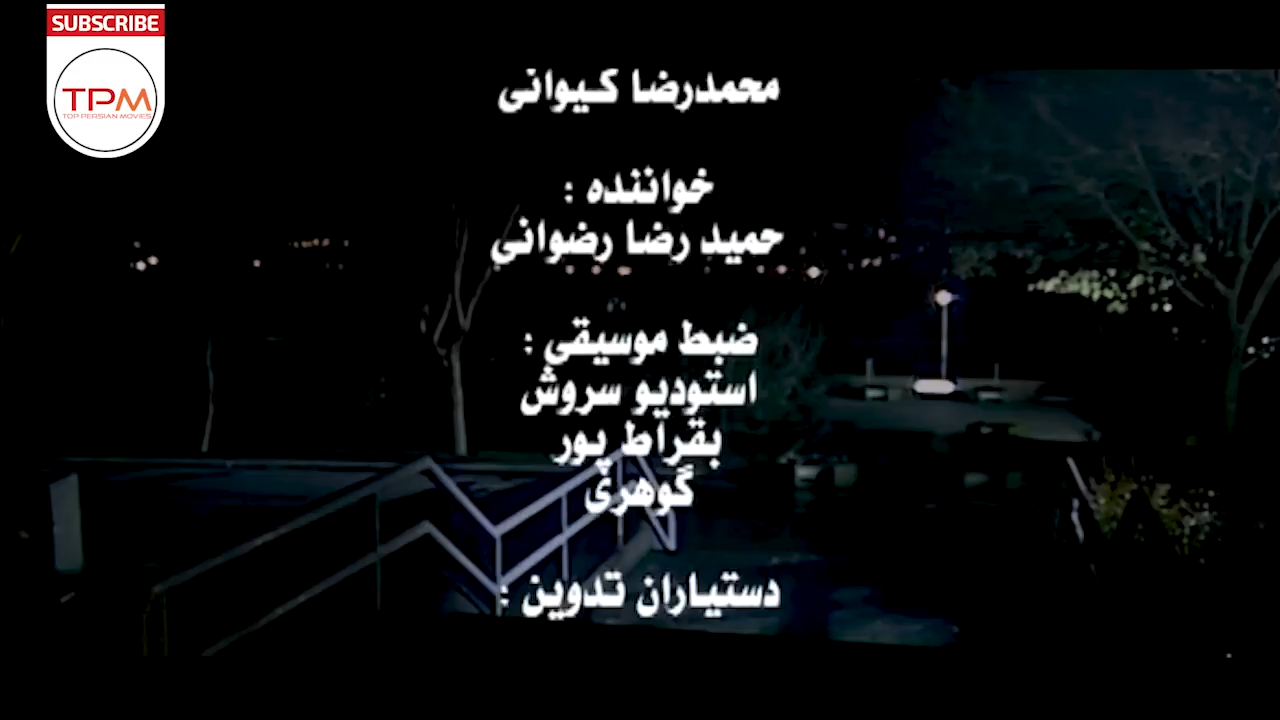 SUBSCRIBE
TPM
TOP PERSIAN MOVIES
محمدرضا کیوانی
خواننده :
حمید رضا رضوانی
ضبط موسیقی :
استودیو سروش
بقراط پور
گوهری
دستیاران تدوین :